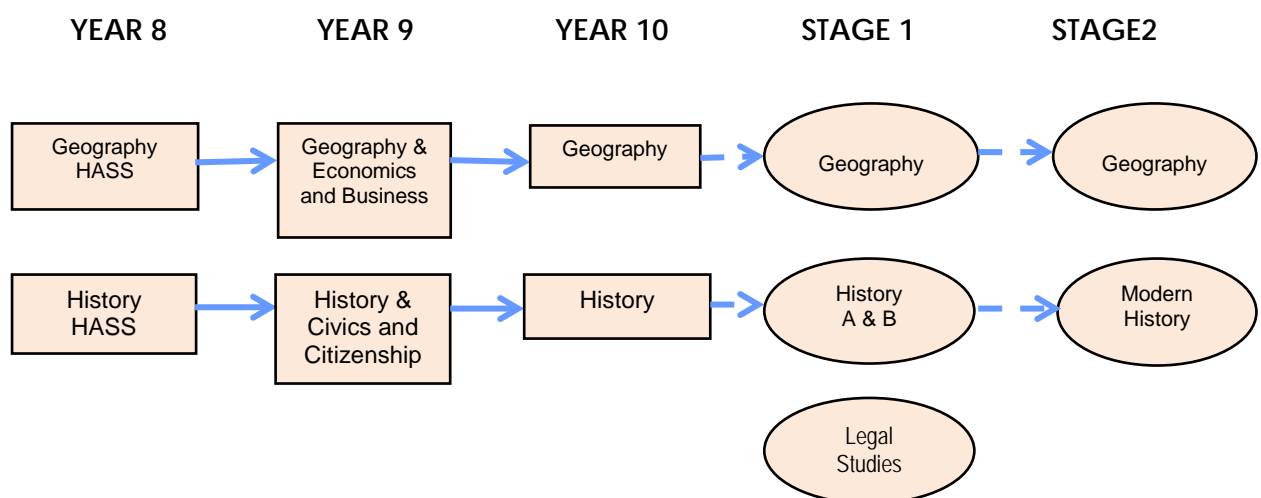 YEAR 8 YEAR 9 YEAR 10 STAGE 1 STAGE2
Geography
HASS
Geography &
Economics
and Business
Geography
Geography
Geography
History
HASS
History &
Civics and
Citizenship
History
History
A & B
Modern
History
Legal
Studies